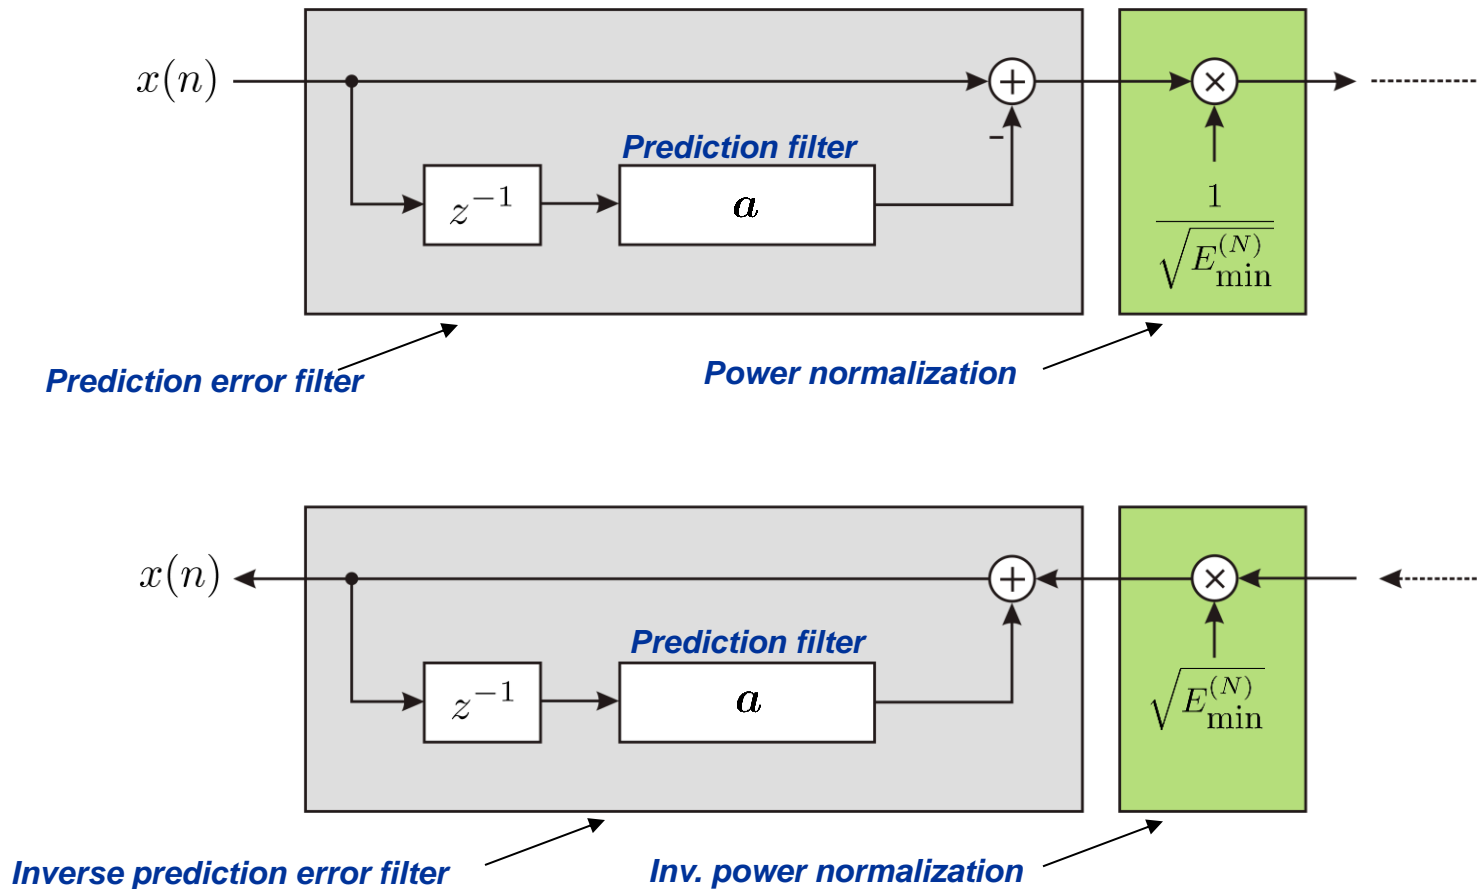 x(n)
+
×
–
Prediction filter
z⁻¹
a
1
√E_min^(N)
Prediction error filter
Power normalization
x(n)
+
×
Prediction filter
z⁻¹
a
√E_min^(N)
Inverse prediction error filter
Inv. power normalization